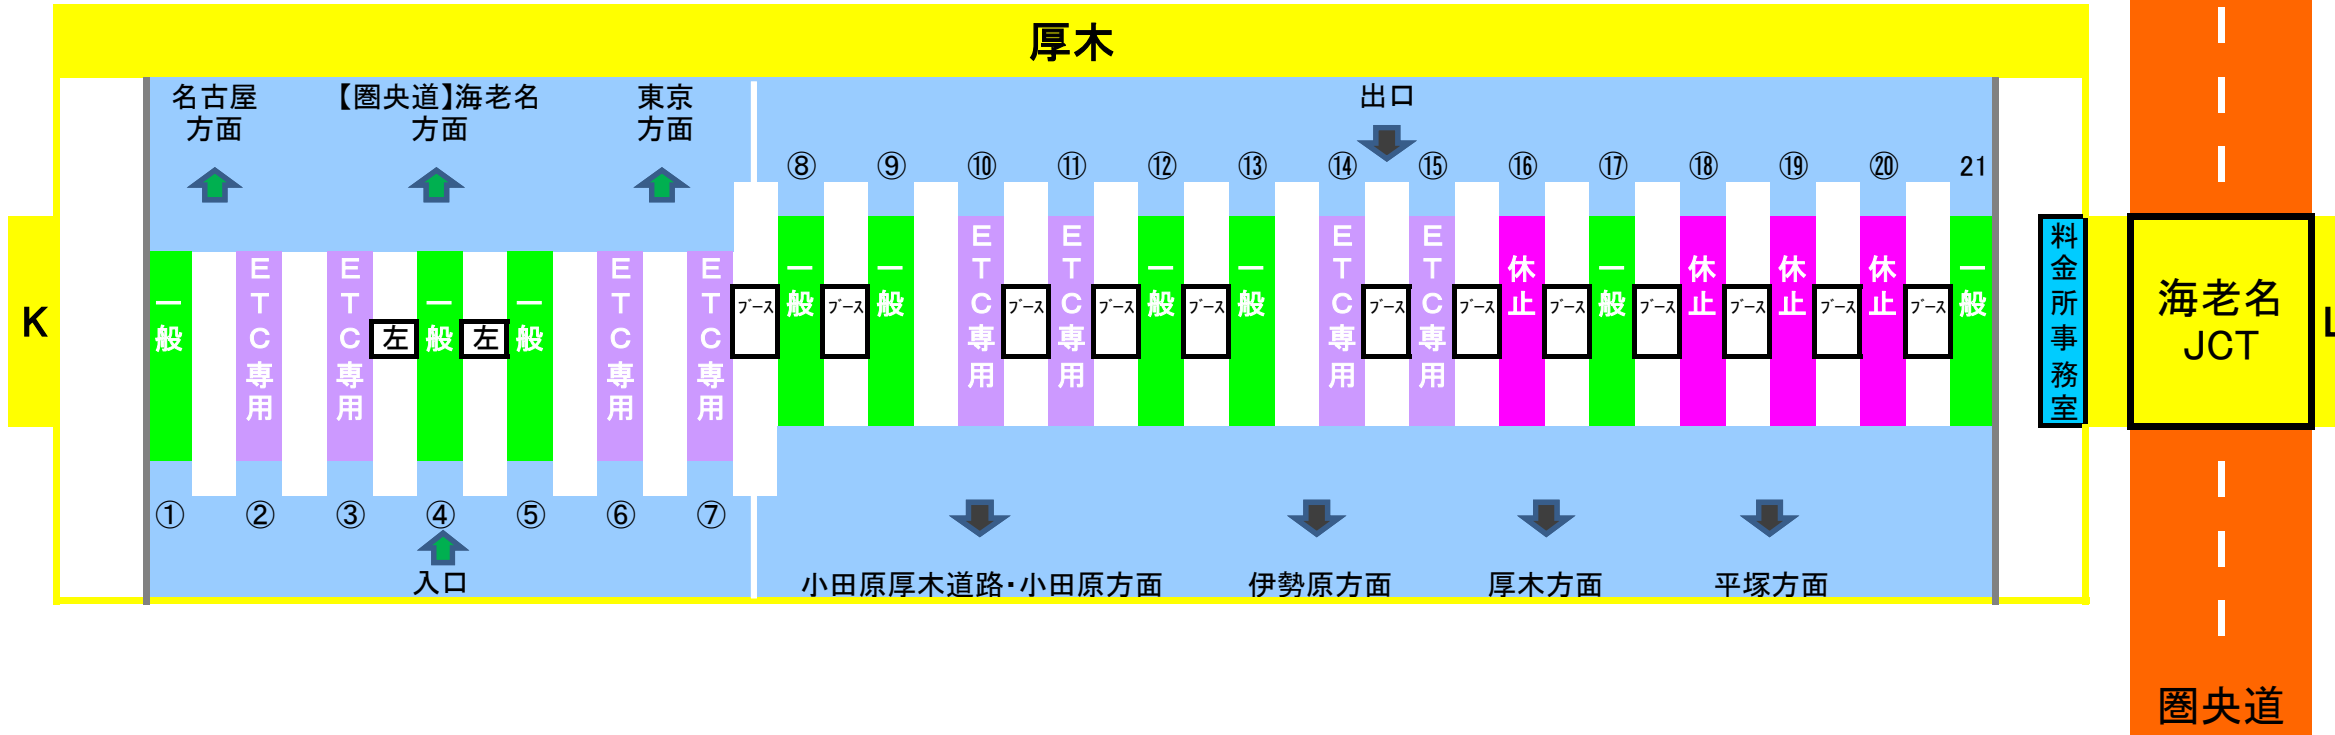 厚木
名古屋
方面
【圏央道】海老名
方面
東京
方面
出口
⑧ ⑨ ⑩ ⑪ ⑫ ⑬ ⑭ ⑮ ⑯ ⑰ ⑱ ⑲ ⑳ 21
K
一般
ETC専用
ETC専用
左
一般
左
一般
ETC専用
ETC専用
ブース
一般
ブース
一般
ETC専用
ブース
ETC専用
ブース
一般
ブース
一般
ETC専用
ブース
ETC専用
ブース
休止
ブース
一般
ブース
休止
ブース
休止
ブース
休止
ブース
一般
料金所事務室
海老名
JCT
① ② ③ ④ ⑤ ⑥ ⑦
入口
小田原厚木道路・小田原方面
伊勢原方面
厚木方面
平塚方面
圏央道